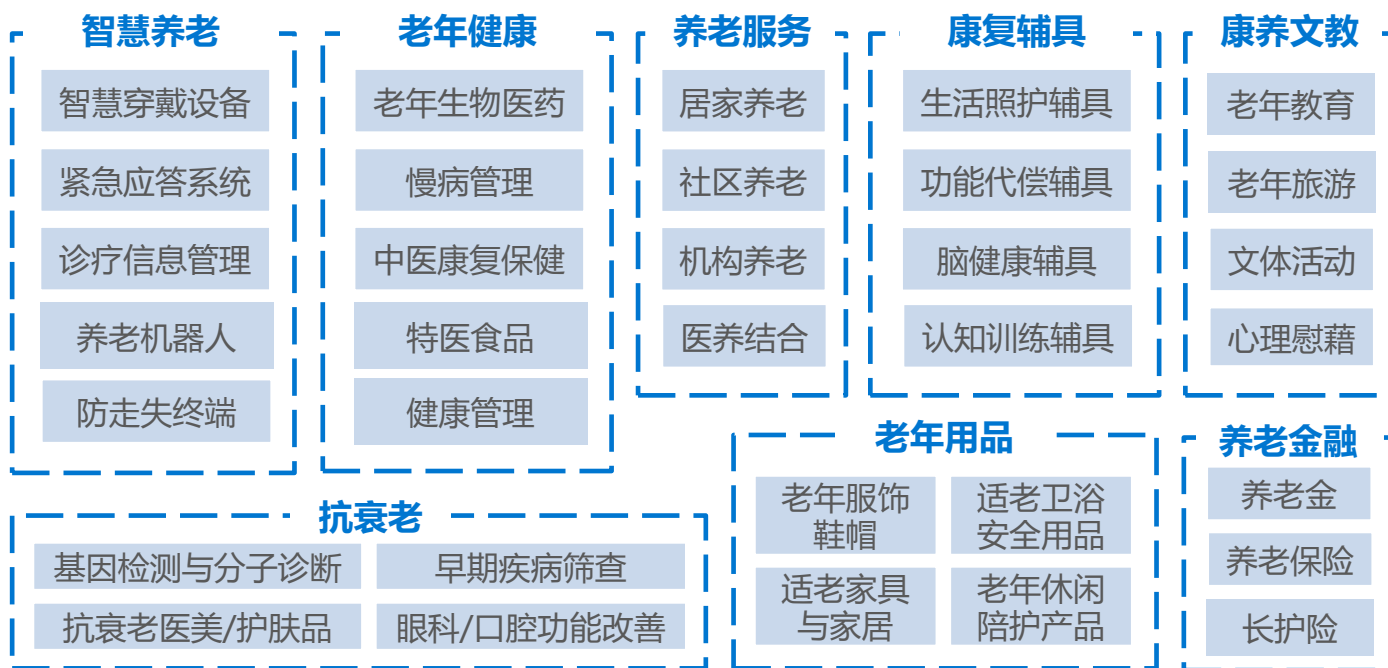 智慧养老
智慧穿戴设备
紧急应答系统
诊疗信息管理
养老机器人
防走失终端
老年健康
老年生物医药
慢病管理
中医康复保健
特医食品
健康管理
养老服务
居家养老
社区养老
机构养老
医养结合
康复辅具
生活照护辅具
功能代偿辅具
脑健康辅具
认知训练辅具
康养文教
老年教育
老年旅游
文体活动
心理慰藉
抗衰老
基因检测与分子诊断
早期疾病筛查
抗衰老医美/护肤品
眼科/口腔功能改善
老年用品
老年服饰
鞋帽
适老卫浴
安全用品
适老家具
与家居
老年休闲
陪护产品
养老金融
养老金
养老保险
长护险